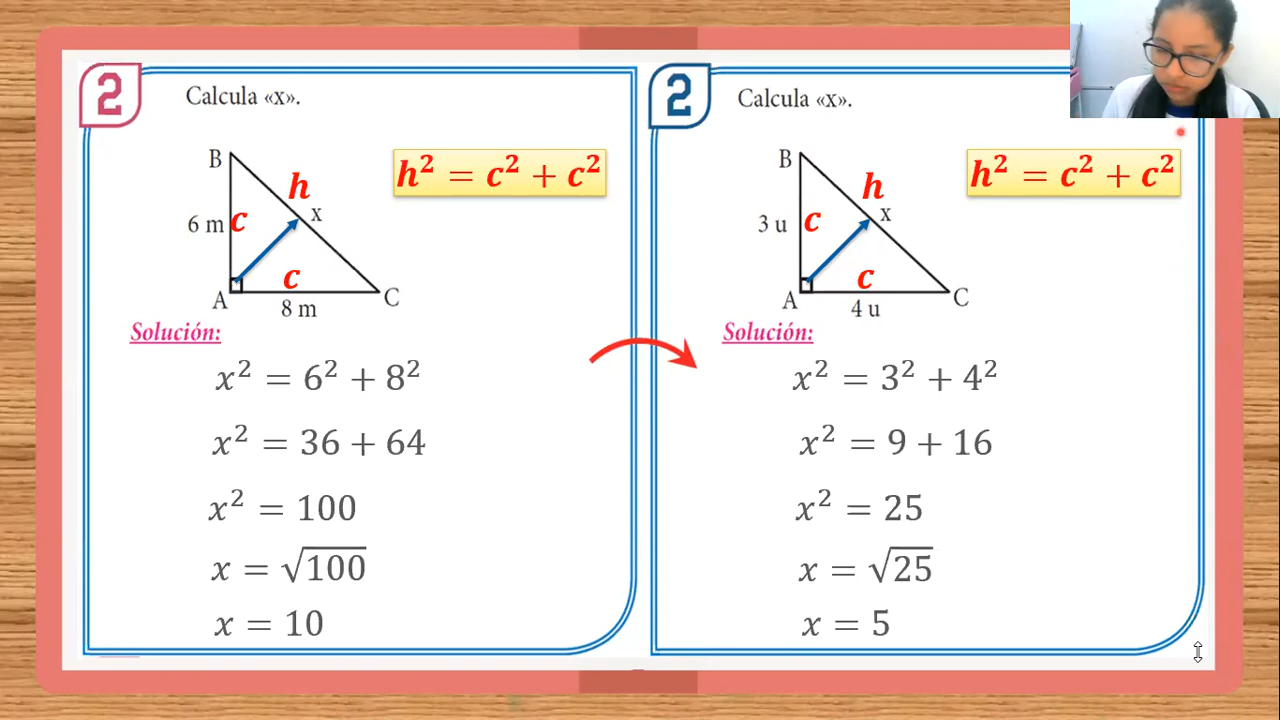 2
Calcula «x».
h² = c² + c²
B
h
x
6 m
c
c
A
C
8 m
Solución:
x² = 6² + 8²
x² = 36 + 64
x² = 100
x = √100
x = 10
2
Calcula «x».
h² = c² + c²
B
h
x
3 u
c
c
A
C
4 u
Solución:
x² = 3² + 4²
x² = 9 + 16
x² = 25
x = √25
x = 5